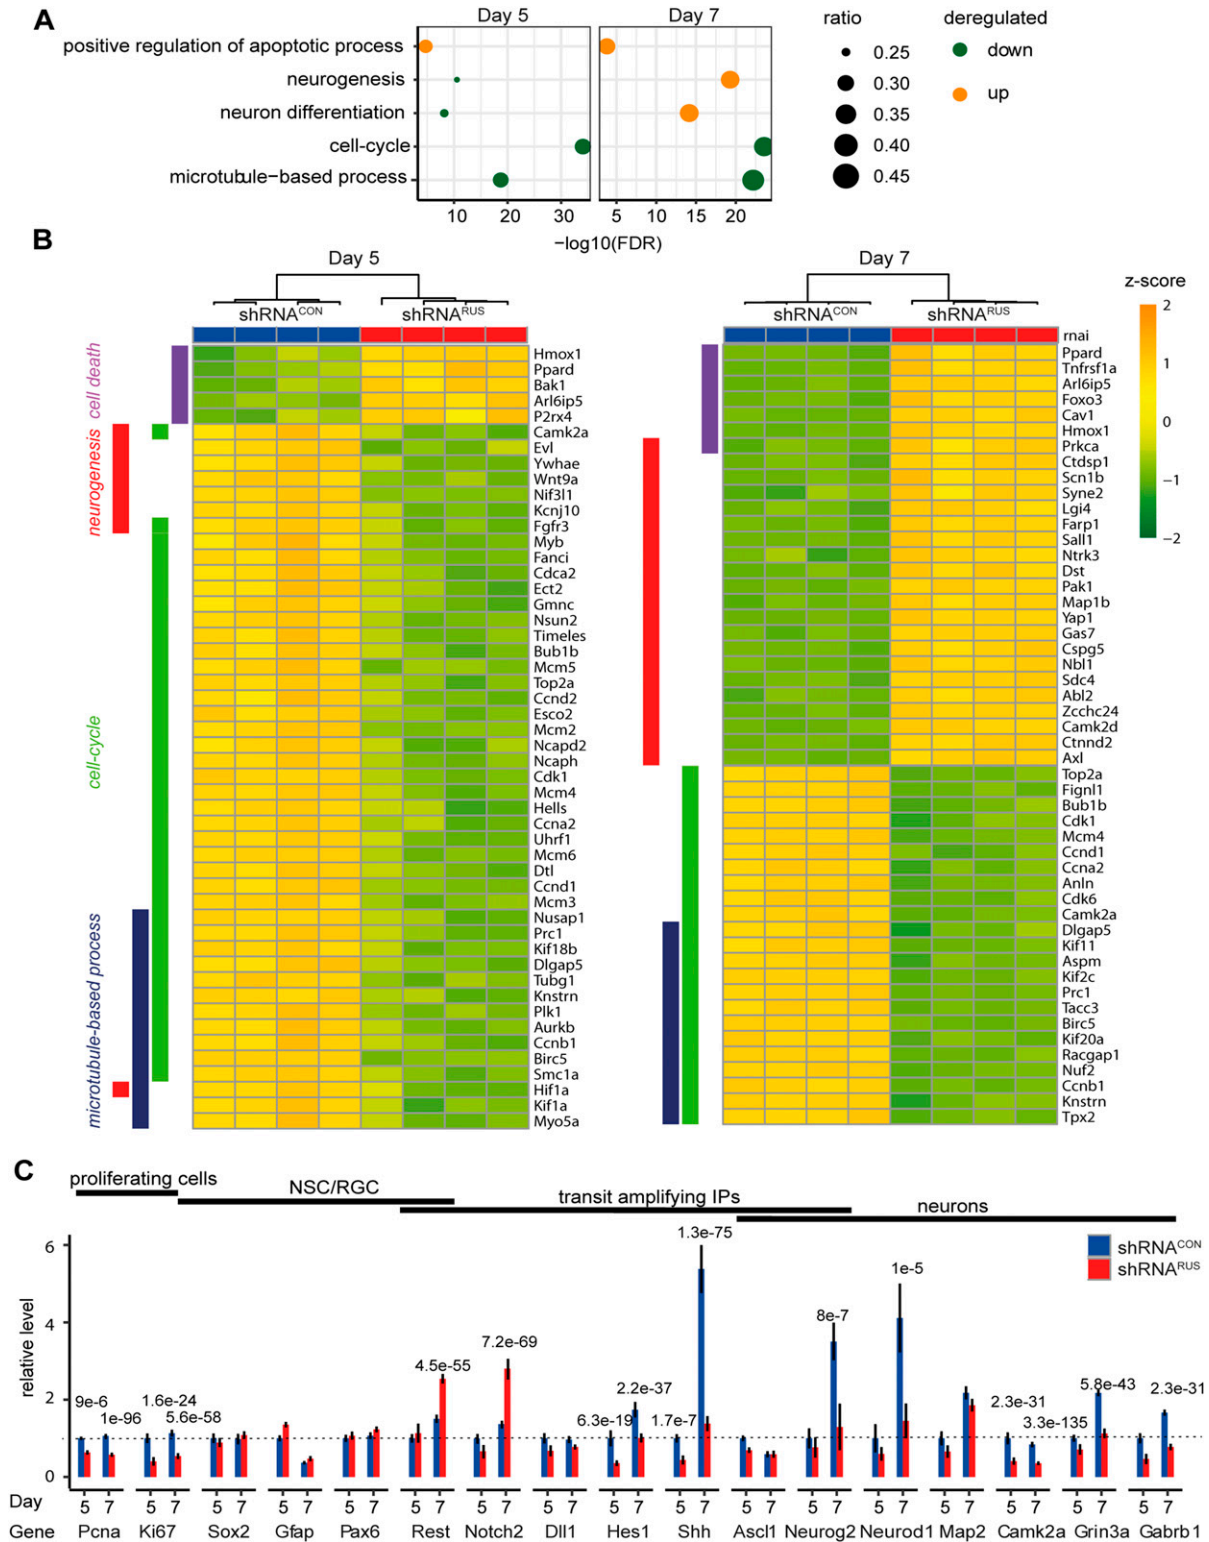 A
Day 5
Day 7
ratio
deregulated
positive regulation of apoptotic process
neurogenesis
neuron differentiation
cell-cycle
microtubule-based process
0.25
0.30
0.35
0.40
0.45
down
up
10
20
30
5
10
15
20
−log10(FDR)
B
Day 5
shRNACON
shRNARUS
cell death
neurogenesis
cell-cycle
microtubule-based process
Hmox1
Ppard
Bak1
Arl6ip5
P2rx4
Camk2a
Evl
Ywhae
Wnt9a
Nif3l1
Kcnj10
Fgfr3
Myb
Fanci
Cdca2
Ect2
Gmnc
Nsun2
Timeles
Bub1b
Mcm5
Top2a
Ccnd2
Esco2
Mcm2
Ncapd2
Ncaph
Cdk1
Mcm4
Hells
Ccna2
Uhrf1
Mcm6
Dtl
Ccnd1
Mcm3
Nusap1
Prc1
Kif18b
Dlgap5
Tubg1
Knstrn
Plk1
Aurkb
Ccnb1
Birc5
Smc1a
Hif1a
Kif1a
Myo5a
Day 7
shRNACON
shRNARUS
rnai
Ppard
Tnfrsf1a
Arl6ip5
Foxo3
Cav1
Hmox1
Prkca
Ctdsp1
Scn1b
Syne2
Lgi4
Farp1
Sall1
Ntrk3
Dst
Pak1
Map1b
Yap1
Gas7
Cspg5
Nbl1
Sdc4
Abl2
Zcchc24
Camk2d
Ctnnd2
Axl
Top2a
Fignl1
Bub1b
Cdk1
Mcm4
Ccnd1
Ccna2
Anln
Cdk6
Camk2a
Dlgap5
Kif11
Aspm
Kif2c
Prc1
Tacc3
Birc5
Kif20a
Racgap1
Nuf2
Ccnb1
Knstrn
Tpx2
z-score
2
1
0
−1
−2
C
proliferating cells
NSC/RGC
transit amplifying IPs
neurons
shRNACON
shRNARUS
relative level
6
4
2
0
9e-6
1e-96
1.6e-24
5.6e-58
4.5e-55
7.2e-69
6.3e-19
2.2e-37
1.7e-7
1.3e-75
8e-7
1e-5
2.3e-31
3.3e-135
5.8e-43
2.3e-31
Day 5 7 5 7 5 7 5 7 5 7 5 7 5 7 5 7 5 7 5 7 5 7 5 7 5 7 5 7 5 7 5 7 5 7
Gene Pcna Ki67 Sox2 Gfap Pax6 Rest Notch2 Dll1 Hes1 Shh Ascl1 Neurog2 Neurod1 Map2 Camk2a Grin3a Gabrb1